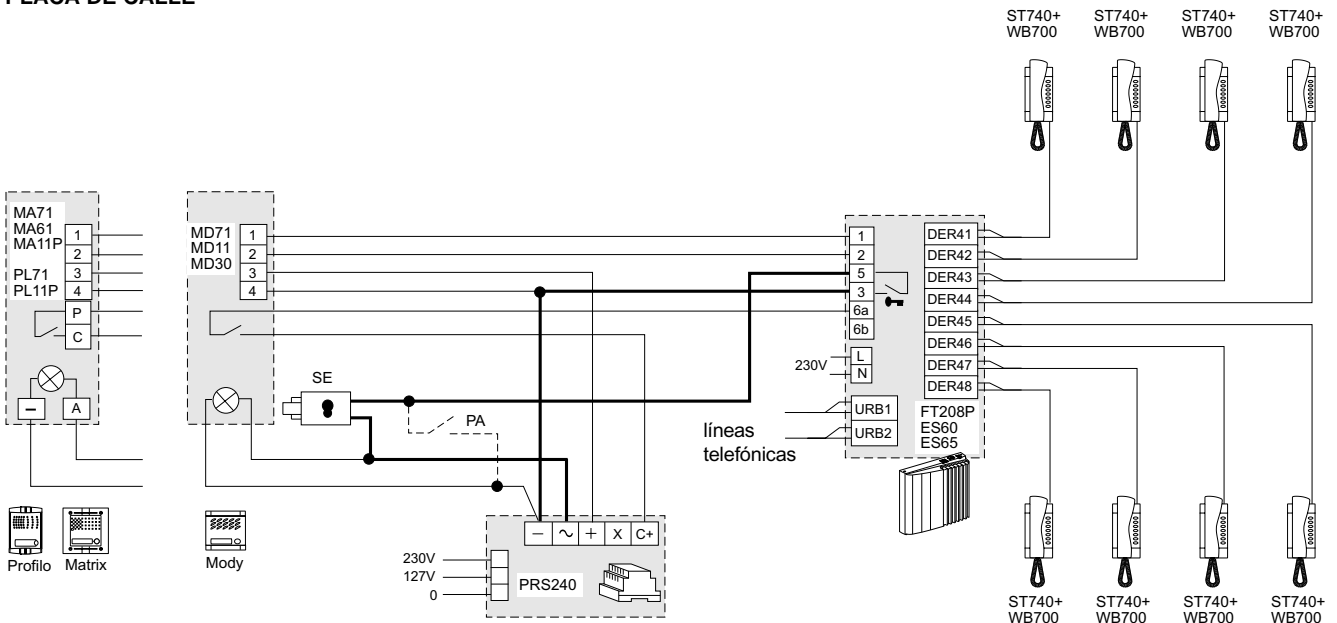 PLACA DE CALLE
ST740+
WB700
ST740+
WB700
ST740+
WB700
ST740+
WB700
MA71
MA61
MA11P
PL71
PL11P
1
2
3
4
P
C
–
A
MD71
MD11
MD30
1
2
3
4
1
2
5
3
6a
6b
230V
L
N
URB1
URB2
DER41
DER42
DER43
DER44
DER45
DER46
DER47
DER48
FT208P
ES60
ES65
SE
PA
líneas
telefónicas
Profilo
Matrix
Mody
– ~ + X C+
230V
127V
0
PRS240
ST740+
WB700
ST740+
WB700
ST740+
WB700
ST740+
WB700